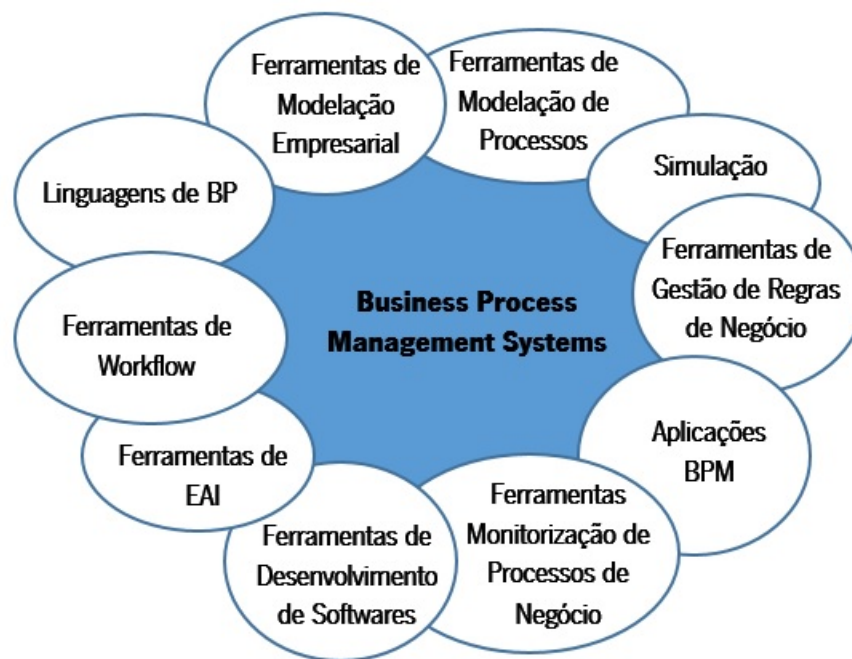 Ferramentas de
Modelação
Empresarial
Ferramentas de
Modelação de
Processos
Simulação
Linguagens de BP
Ferramentas de
Gestão de Regras
de Negócio
Business Process
Management Systems
Ferramentas de
Workflow
Aplicações
BPM
Ferramentas de
EAI
Ferramentas
Monitorização de
Processos de
Negócio
Ferramentas de
Desenvolvimento
de Softwares